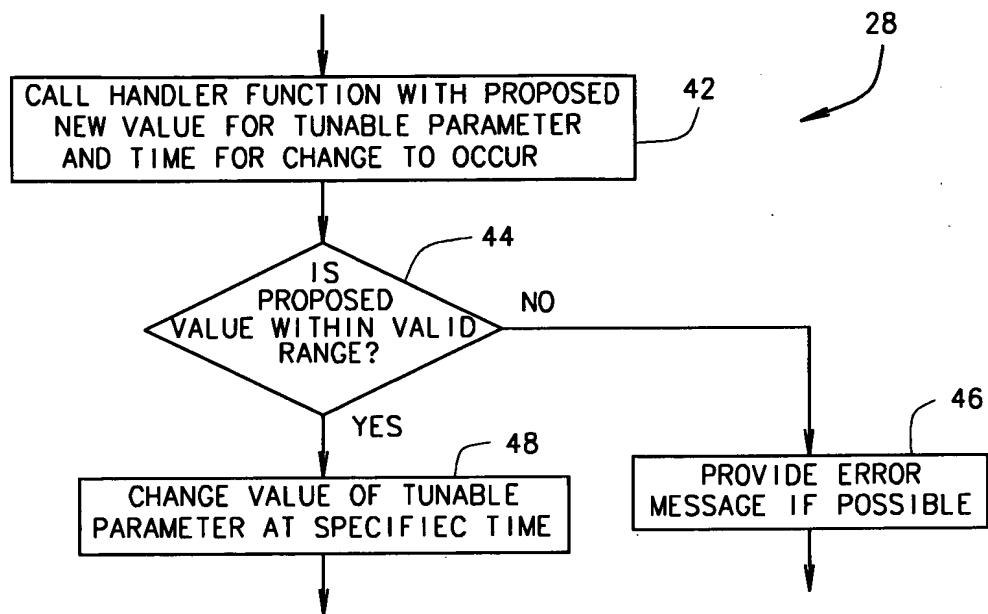 28
CALL HANDLER FUNCTION WITH PROPOSED
NEW VALUE FOR TUNABLE PARAMETER
AND TIME FOR CHANGE TO OCCUR
42
44
IS
PROPOSED
VALUE WITHIN VALID
RANGE?
NO
YES
46
48
CHANGE VALUE OF TUNABLE
PARAMETER AT SPECIFIEC TIME
PROVIDE ERROR
MESSAGE IF POSSIBLE